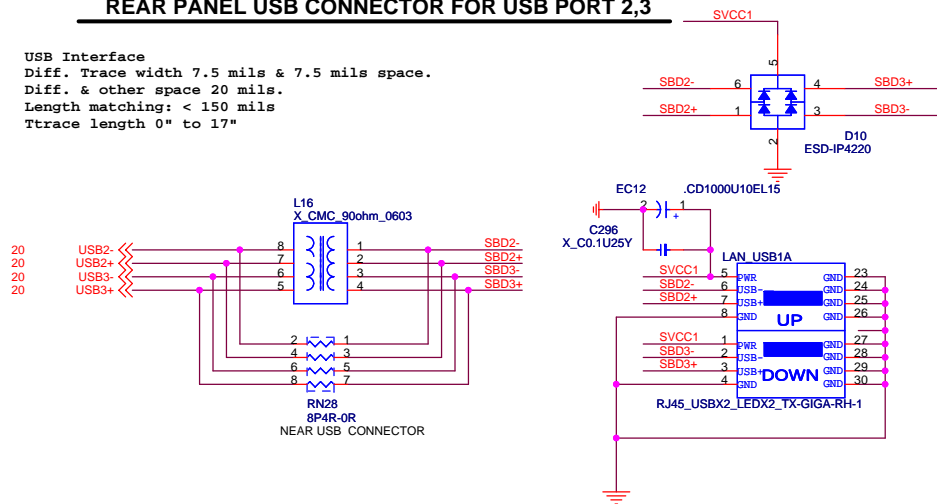 REAR PANEL USB CONNECTOR FOR USB PORT 2,3
USB Interface
Diff. Trace width 7.5 mils & 7.5 mils space.
Diff. & other space 20 mils.
Length matching: < 150 mils
Ttrace length 0" to 17"
SVCC1
5
SBD2- 6 4 SBD3+
SBD2+ 1 3 SBD3-
2
D10
ESD-IP4220
L16
X_CMC_90ohm_0603
20 USB2- 8 1 SBD2-
20 USB2+ 7 2 SBD2+
20 USB3- 6 3 SBD3-
20 USB3+ 5 4 SBD3+
2 1
4 3
6 5
8 7
RN28
8P4R-0R
NEAR USB CONNECTOR
EC12 .CD1000U10EL15
2 1
+
C296
X_C0.1U25Y
LAN_USB1A
SVCC1 5 PWR GND 23
SBD2- 6 USB- GND 24
SBD2+ 7 USB+ GND 25
8 GND GND 26
UP
SVCC1 1 PWR GND 27
SBD3- 2 USB- GND 28
SBD3+ 3 USB+ GND 29
4 GND GND 30
DOWN
RJ45_USBX2_LEDX2_TX-GIGA-RH-1